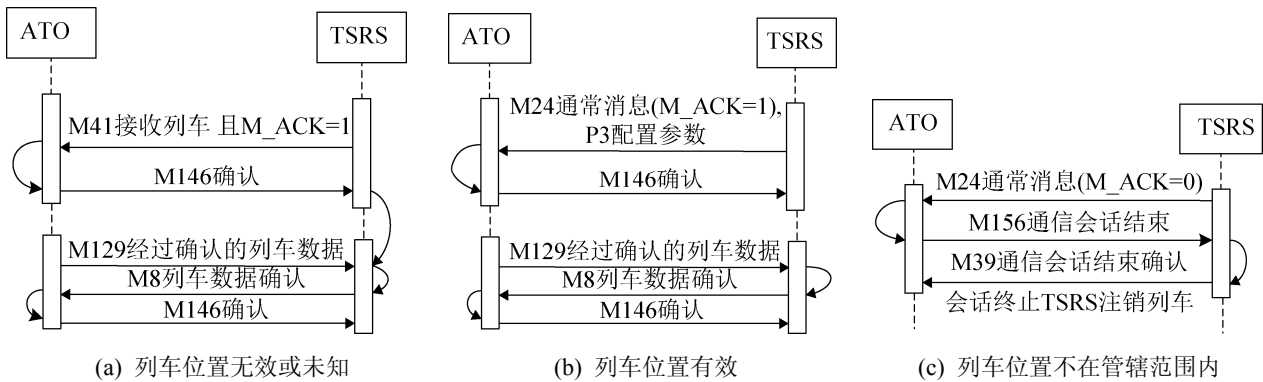 ATO
TSRS
M41接收列车 且M_ACK=1
M146确认
M129经过确认的列车数据
M8列车数据确认
M146确认
(a) 列车位置无效或未知
ATO
TSRS
M24通常消息(M_ACK=1),
P3配置参数
M146确认
M129经过确认的列车数据
M8列车数据确认
M146确认
(b) 列车位置有效
ATO
TSRS
M24通常消息(M_ACK=0)
M156通信会话结束
M39通信会话结束确认
会话终止TSRS注销列车
(c) 列车位置不在管辖范围内